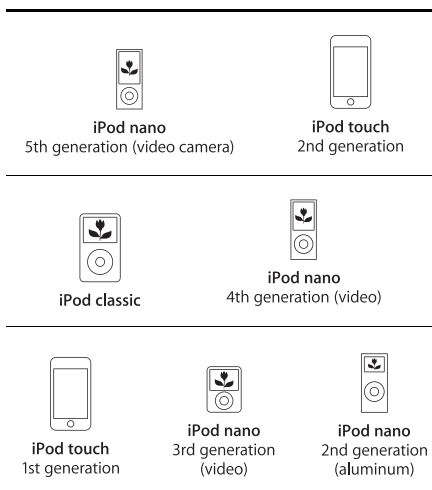 iPod nano
5th generation (video camera)
iPod touch
2nd generation
iPod classic
iPod nano
4th generation (video)
iPod touch
1st generation
iPod nano
3rd generation
(video)
iPod nano
2nd generation
(aluminum)